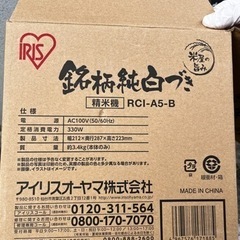 IRIS
米屋の旨み
銘柄純白づき
精米機 RCI-A5-B
仕様
電源 AC100V(50/60Hz)
定格消費電力 330W
製品寸法 幅212×奥行287×高さ223mm
質量 約3.4kg(本体のみ)
アイリスオーヤマ株式会社
MADE IN CHINA
0120-311-564
0800-170-7070